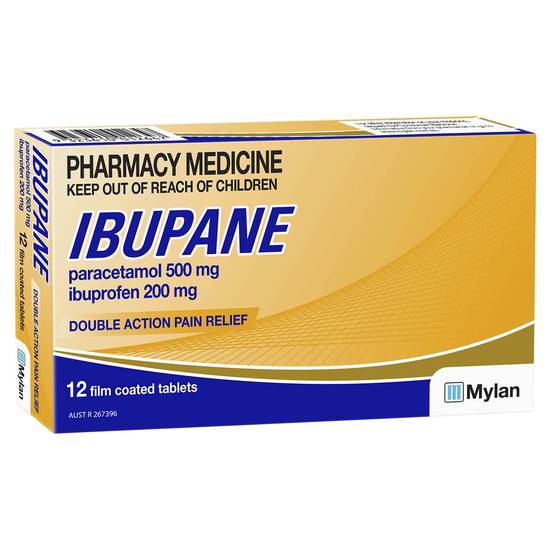 PHARMACY MEDICINE
KEEP OUT OF REACH OF CHILDREN
IBUPANE
paracetamol 500 mg
ibuprofen 200 mg
DOUBLE ACTION PAIN RELIEF
12 film coated tablets
AUST R 267396
Mylan
IBUPANE
paracetamol 500 mg
ibuprofen 200 mg
12 film coated tablets
DOUBLE ACTION PAIN RELIEF
Mylan